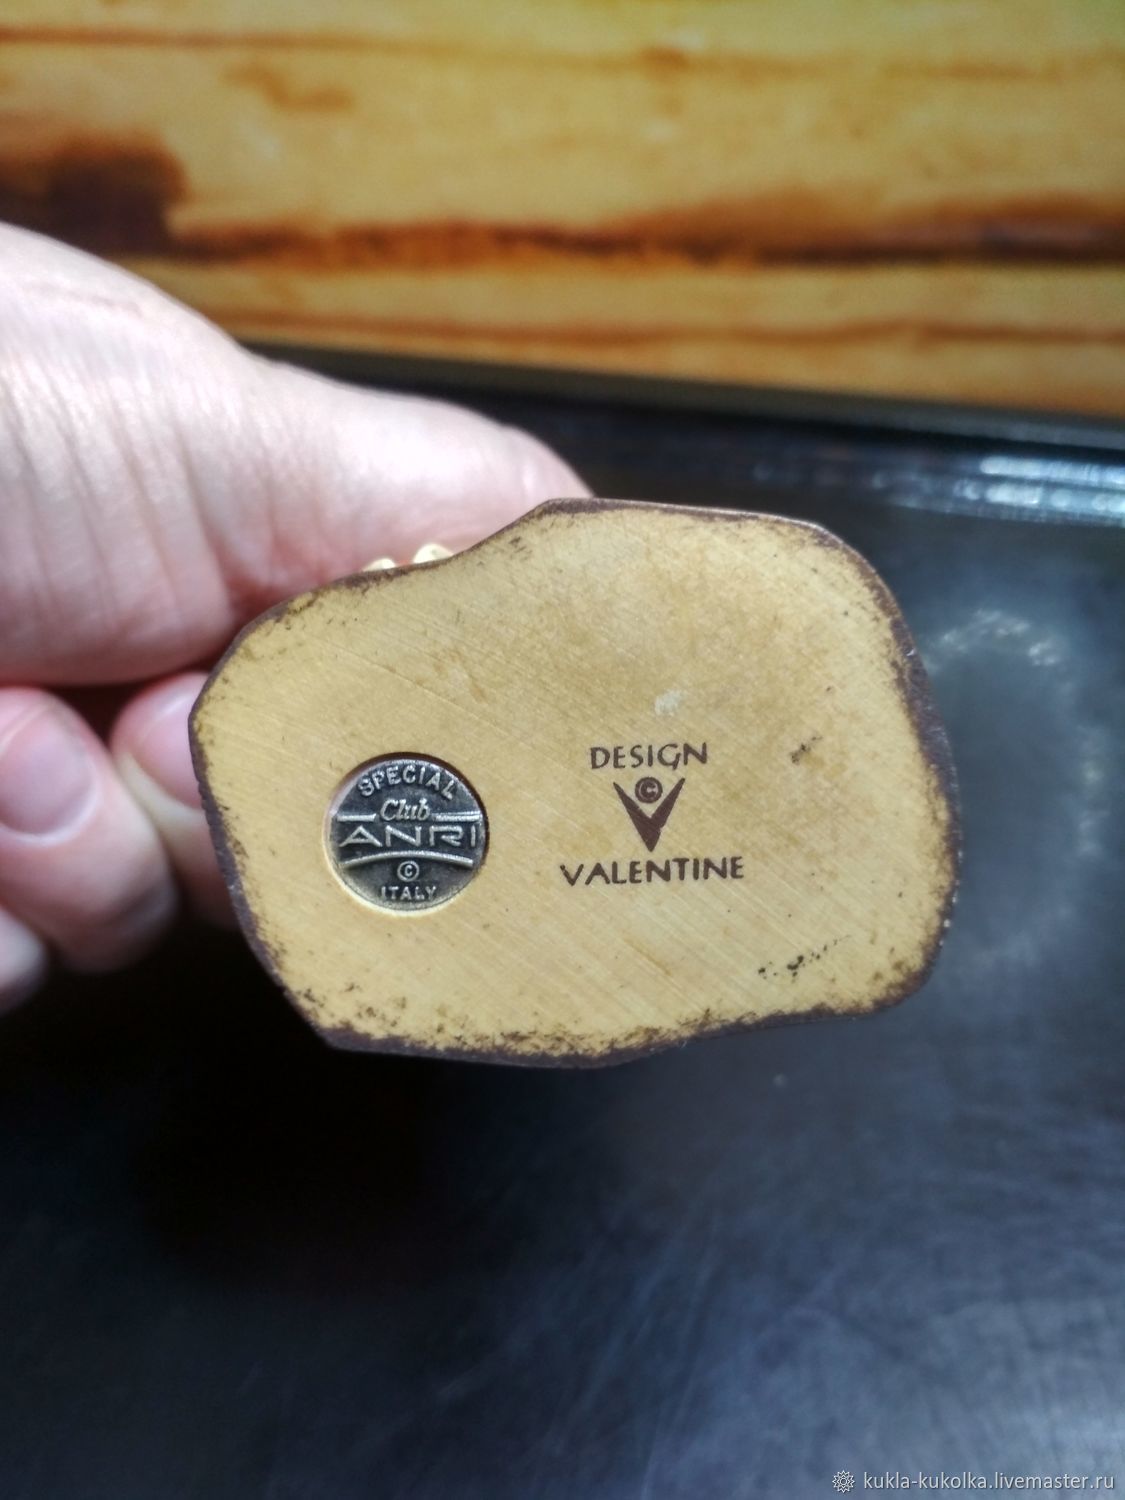 SPECIAL
Club
ANRI
©
ITALY
DESIGN
©
VALENTINE
kukla-kukolka.livemaster.ru